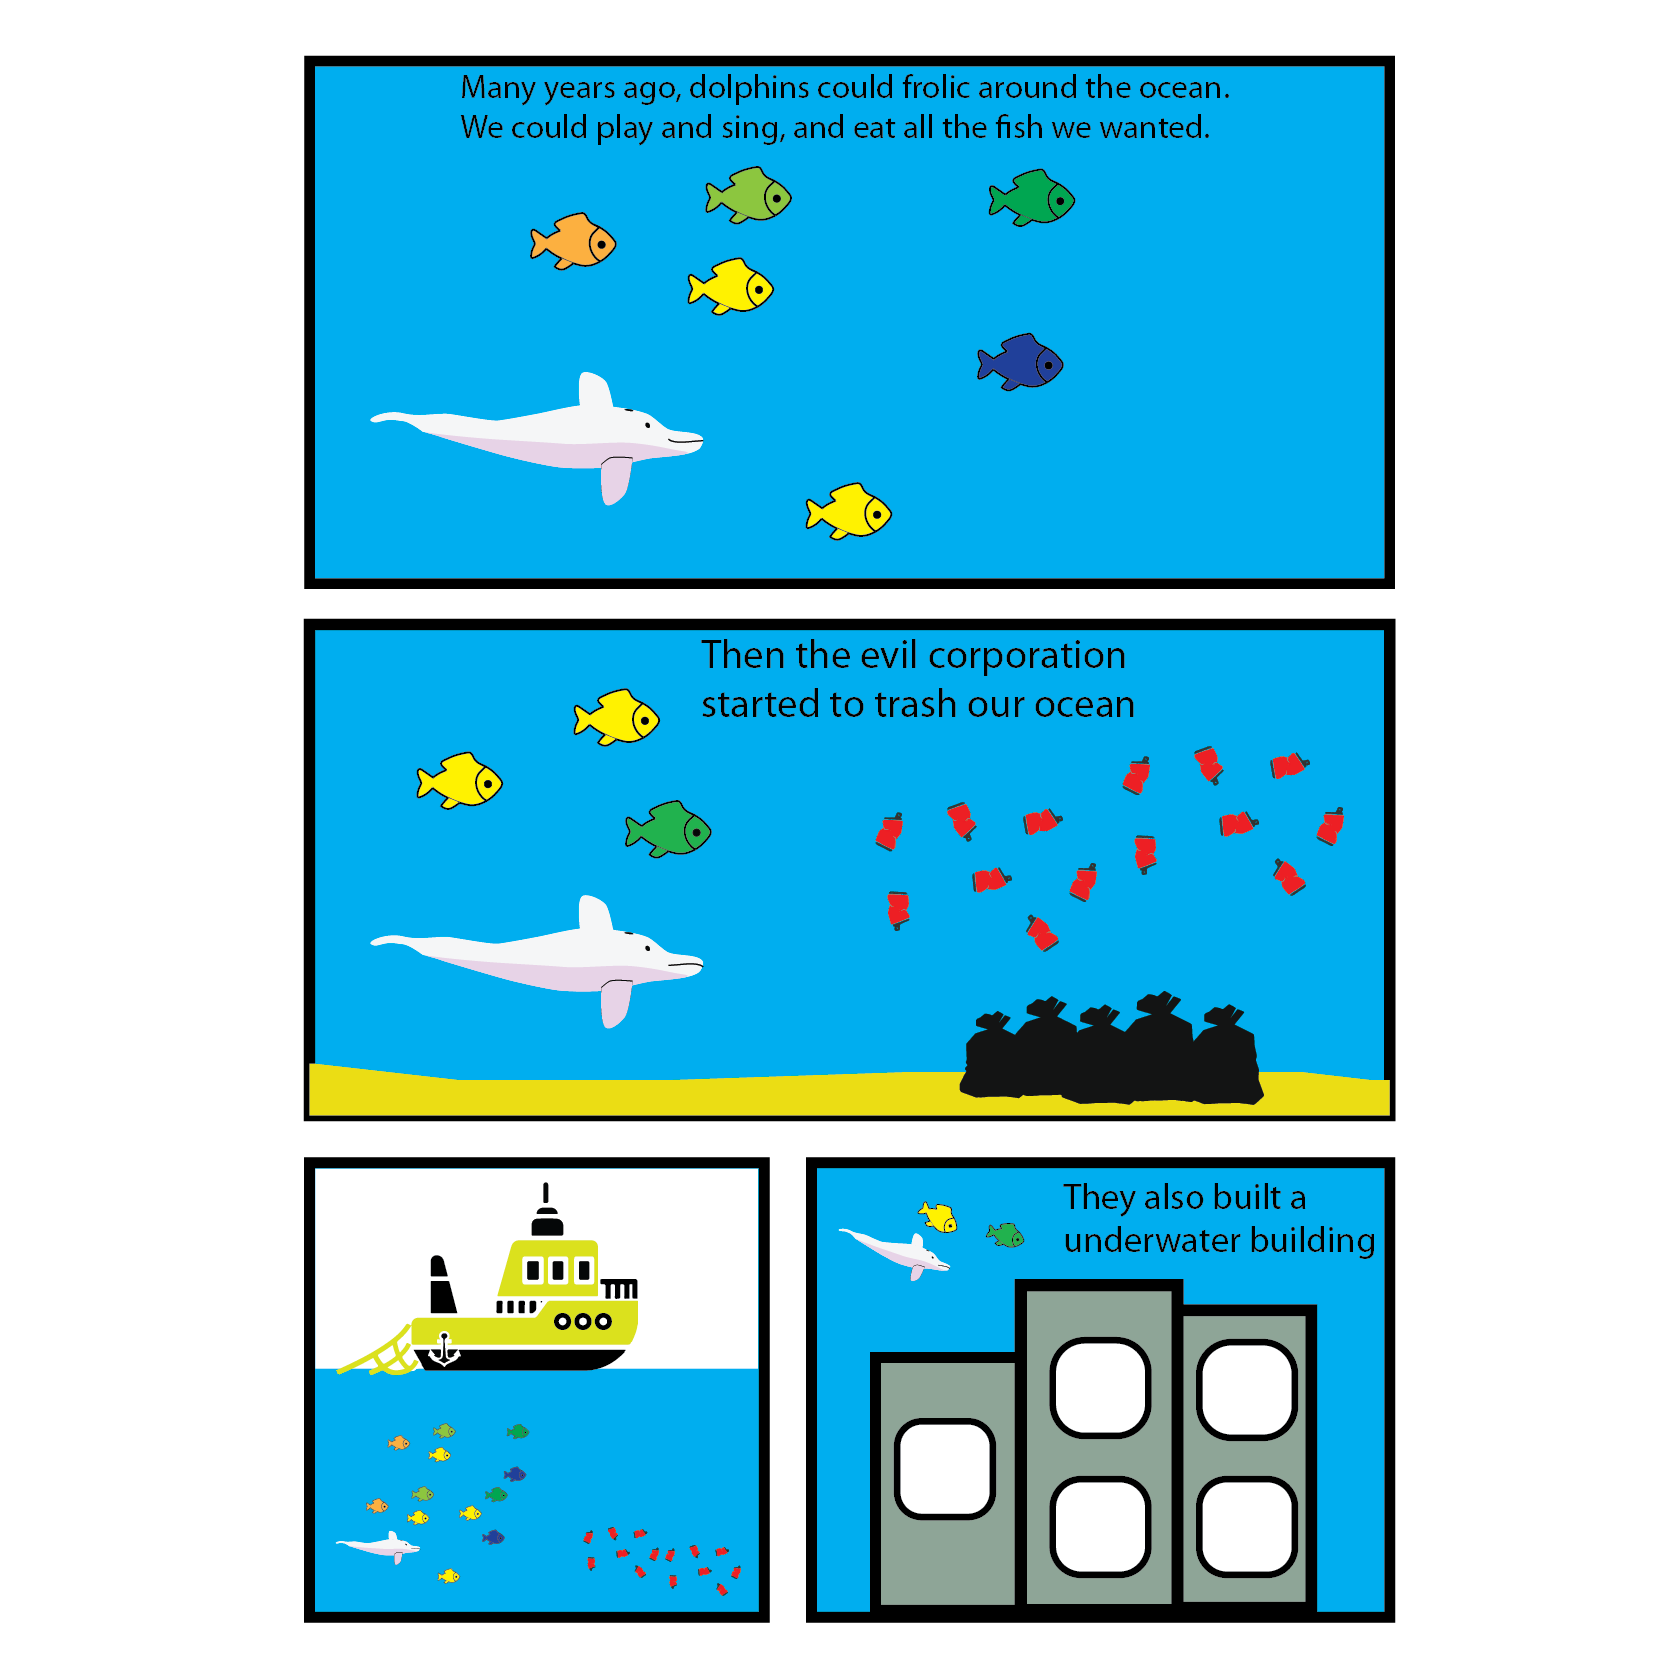 Many years ago, dolphins could frolic around the ocean.
We could play and sing, and eat all the fish we wanted.
Then the evil corporation
started to trash our ocean
They also built a
underwater building